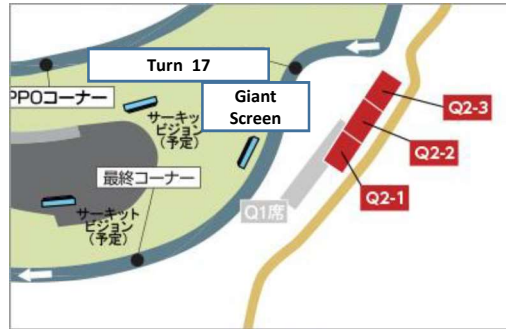 Turn 17
PPOコーナー
Giant
Screen
サーキット
ビジョン
(予定)
Q2-3
Q2-2
Q2-1
最終コーナー
Q1席
サーキット
ビジョン
(予定)